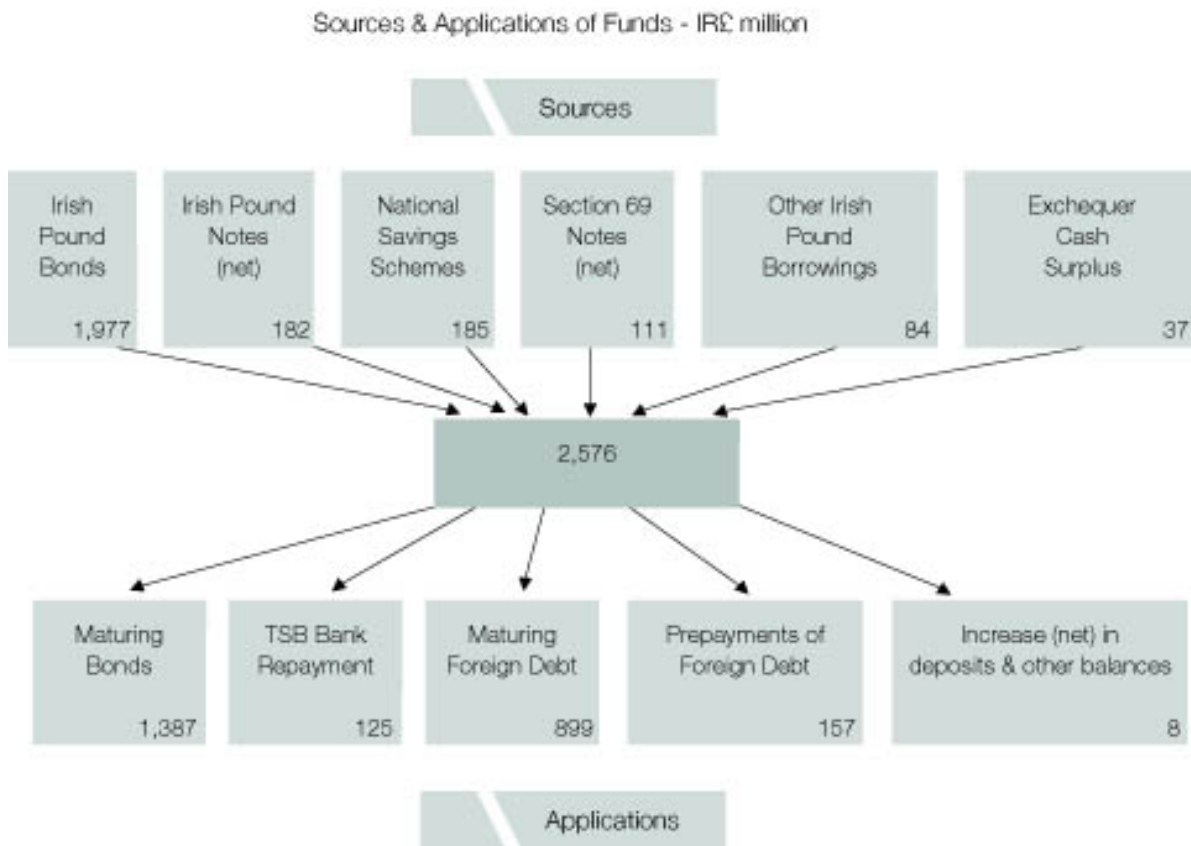 Sources & Applications of Funds - IR£ million
Sources
Irish
Pound
Bonds
1,977
Irish Pound
Notes
(net)
182
National
Savings
Schemes
185
Section 69
Notes
(net)
111
Other Irish
Pound
Borrowings
84
Exchequer
Cash
Surplus
37
2,576
Maturing
Bonds
1,387
TSB Bank
Repayment
125
Maturing
Foreign Debt
899
Prepayments of
Foreign Debt
157
Increase (net) in
deposits & other balances
8
Applications